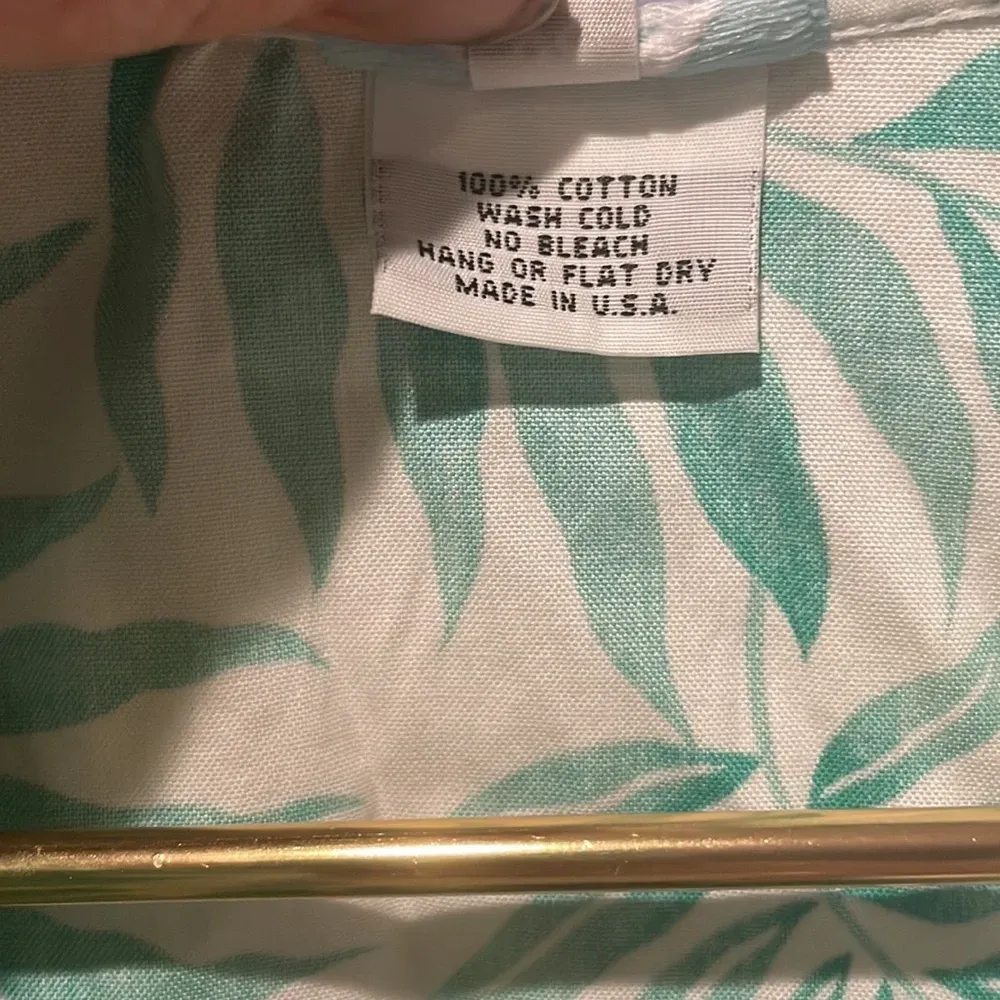 100% COTTON
WASH COLD
NO BLEACH
HANG OR FLAT DRY
MADE IN U.S.A.